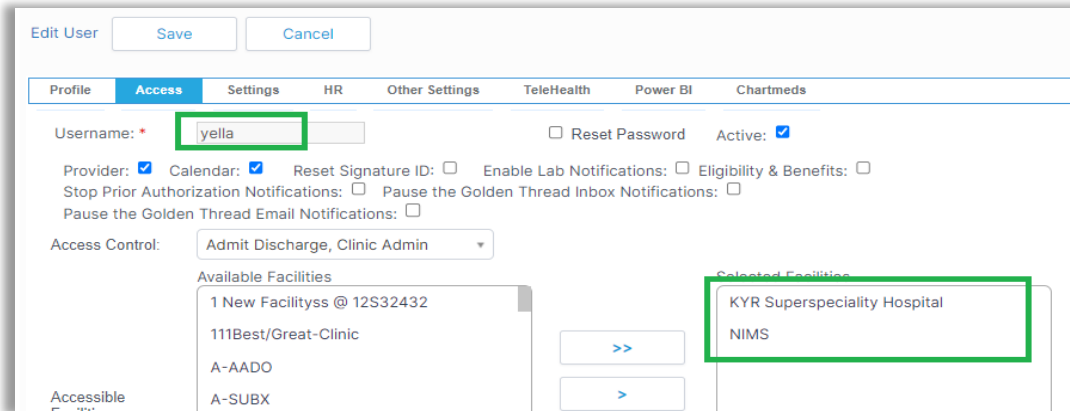 Edit User Save Cancel
Profile Access Settings HR Other Settings TeleHealth Power BI Chartmeds
Username: * yella Reset Password Active:
Provider: Calendar: Reset Signature ID: Enable Lab Notifications: Eligibility & Benefits:
Stop Prior Authorization Notifications: Pause the Golden Thread Inbox Notifications:
Pause the Golden Thread Email Notifications:
Access Control: Admit Discharge, Clinic Admin
Available Facilities Selected Facilities
1 New Facilityss @ 12S32432 KYR Superspeciality Hospital
111Best/Great-Clinic NIMS
>>
A-AADO
Accessible A-SUBX >